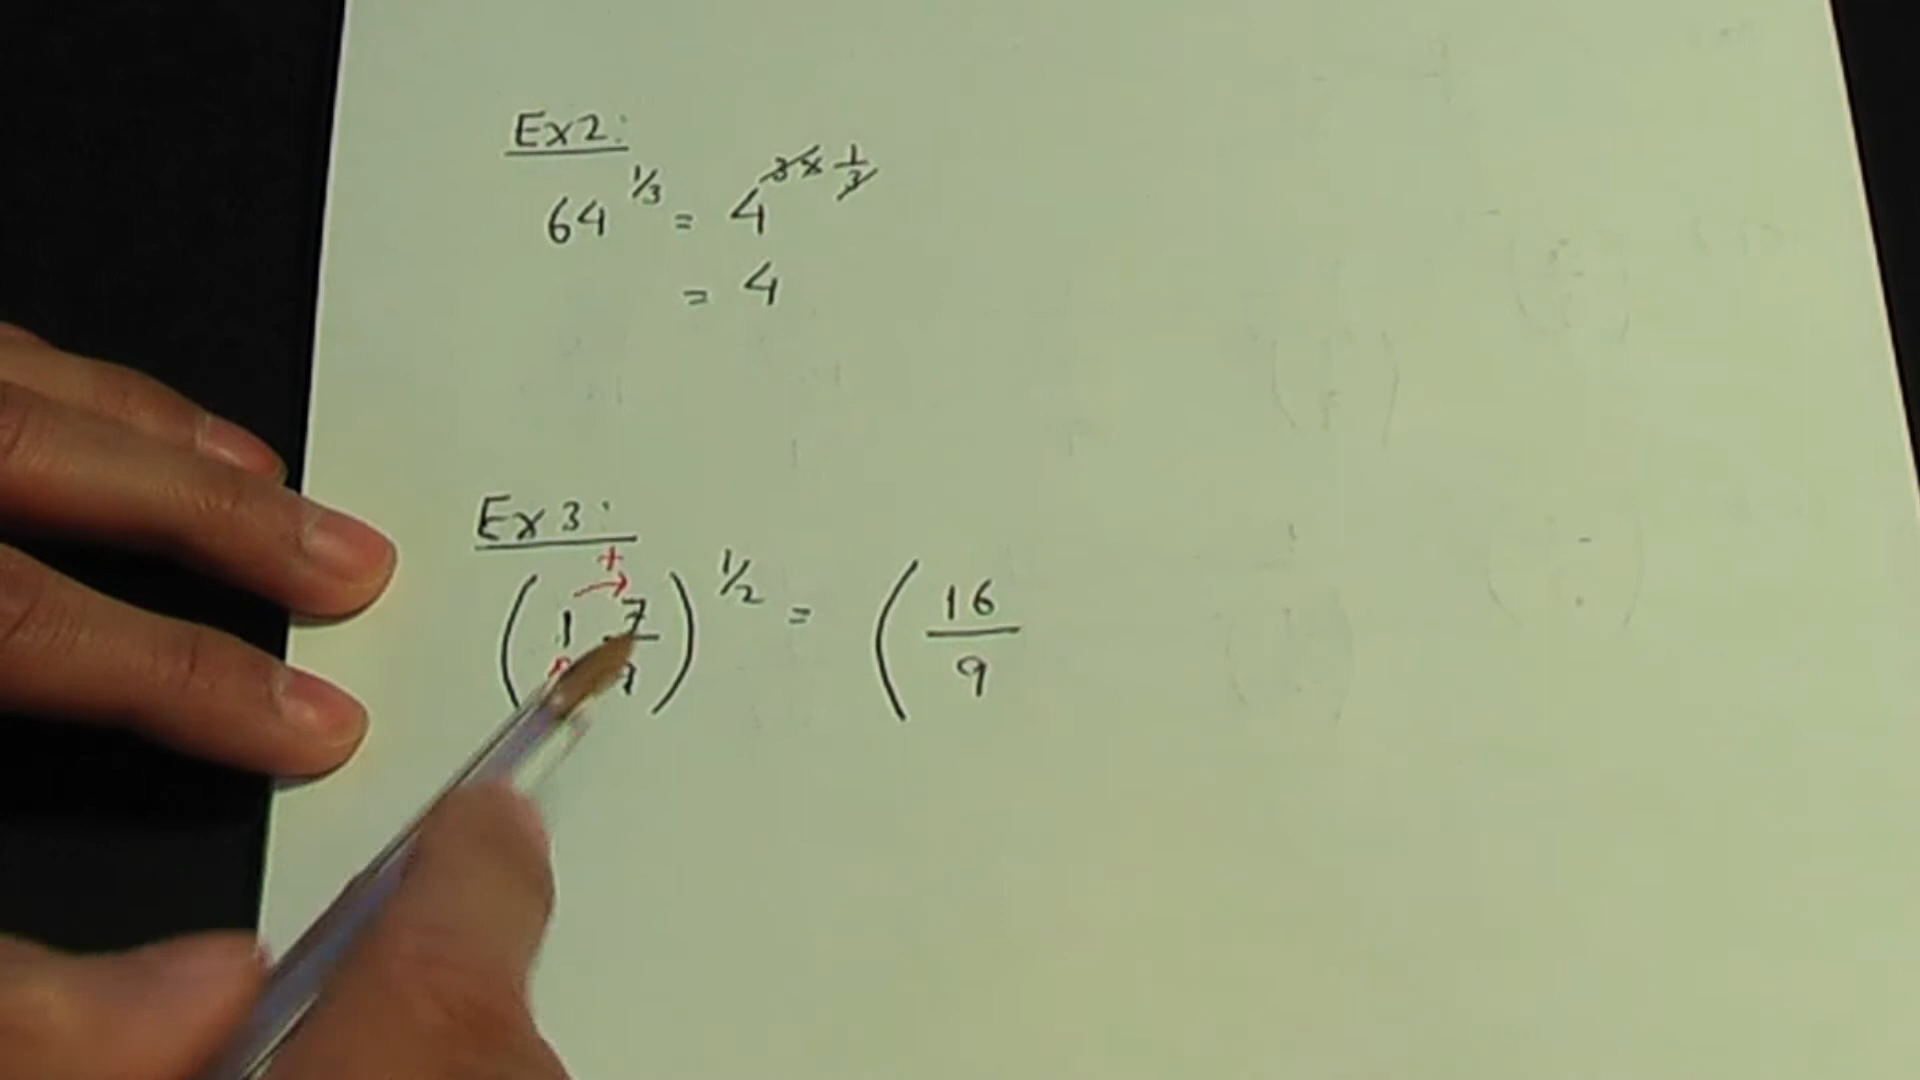 Ex2:
64^1/3 = 4^3×1/3
= 4
Ex3:
+
(1 7/9)^1/2 = (16/9